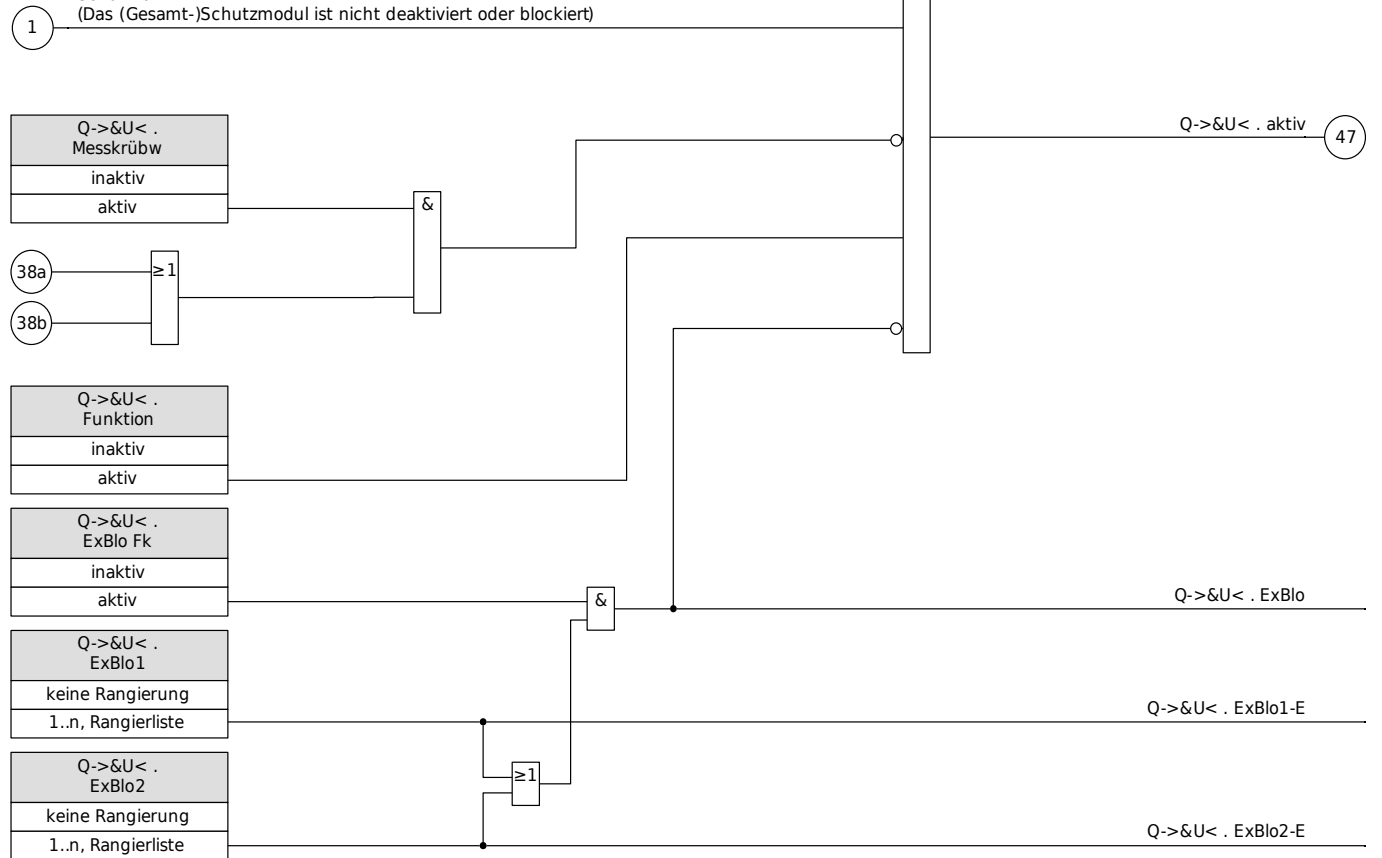 (Das (Gesamt-)Schutzmodul ist nicht deaktiviert oder blockiert)
1
Q->&U< . aktiv
47
Q->&U< .
Messkrübw
inaktiv
aktiv
&
38a
≥1
38b
Q->&U< .
Funktion
inaktiv
aktiv
Q->&U< .
ExBlo Fk
inaktiv
aktiv
&
Q->&U< . ExBlo
Q->&U< .
ExBlo1
keine Rangierung
1..n, Rangierliste
Q->&U< . ExBlo1-E
Q->&U< .
ExBlo2
keine Rangierung
1..n, Rangierliste
≥1
Q->&U< . ExBlo2-E